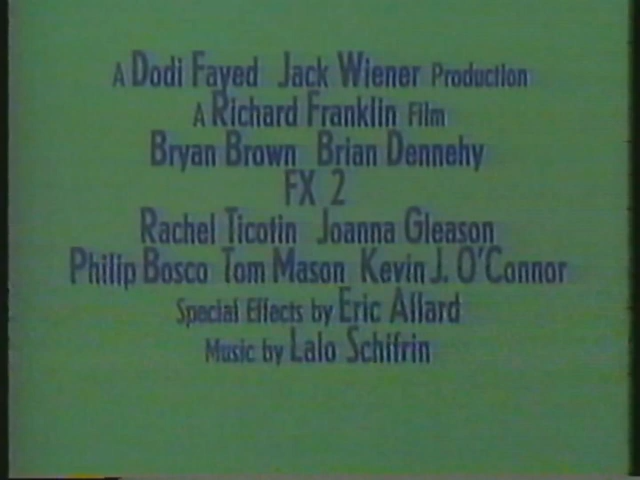 A Dodi Fayed Jack Wiener Production
A Richard Franklin Film
Bryan Brown Brian Dennehy
FX 2
Rachel Ticotin Joanna Gleason
Philip Bosco Tom Mason Kevin J. O'Connor
Special Effects by Eric Allard
Music by Lalo Schifrin